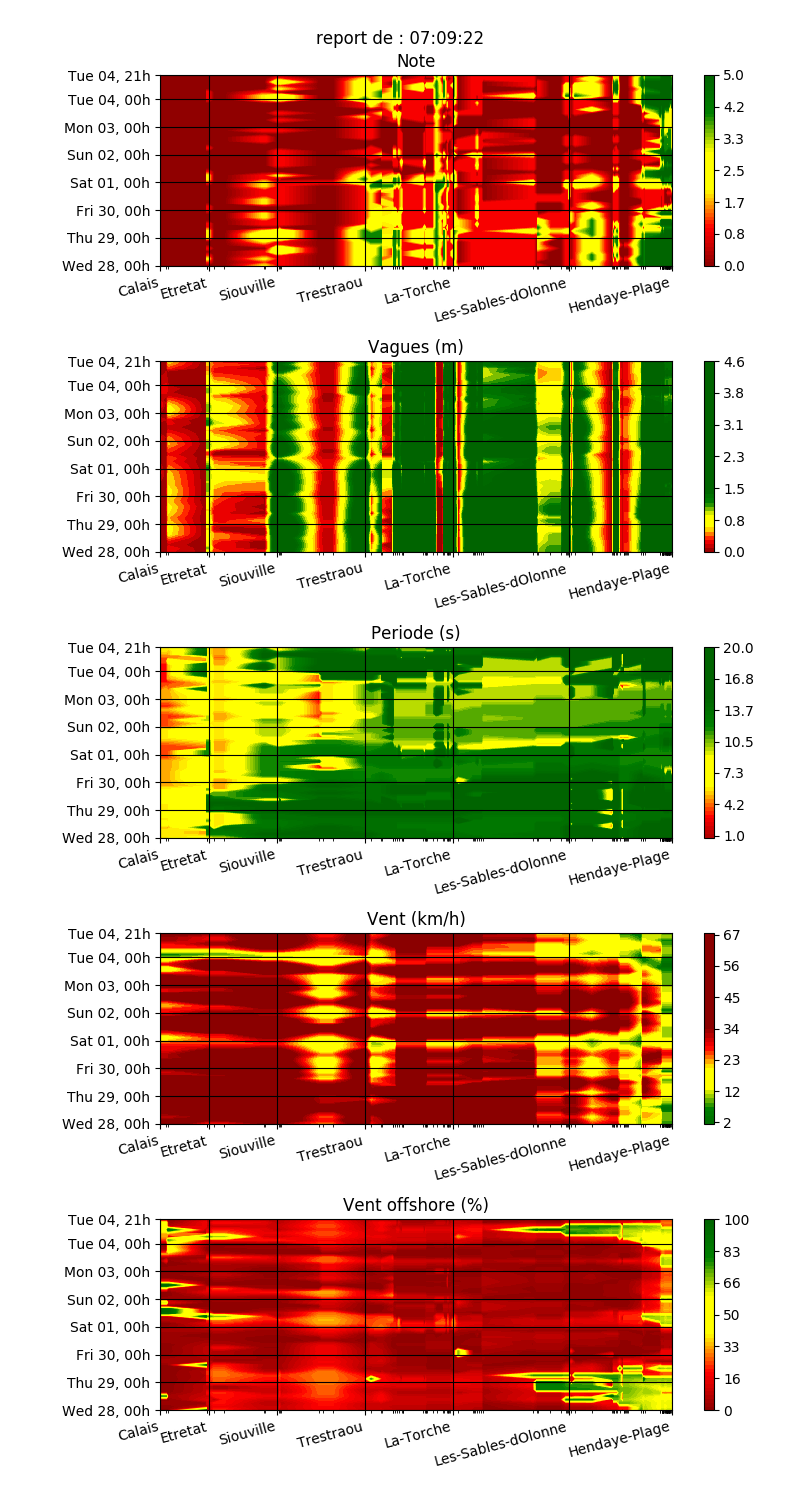 report de : 07:09:22
Note
Tue 04, 21h
Tue 04, 00h
Mon 03, 00h
Sun 02, 00h
Sat 01, 00h
Fri 30, 00h
Thu 29, 00h
Wed 28, 00h
5.0
4.2
3.3
2.5
1.7
0.8
0.0
Calais Etretat Siouville Trestraou La-Torche Les-Sables-dOlonne Hendaye-Plage
Vagues (m)
Tue 04, 21h
Tue 04, 00h
Mon 03, 00h
Sun 02, 00h
Sat 01, 00h
Fri 30, 00h
Thu 29, 00h
Wed 28, 00h
4.6
3.8
3.1
2.3
1.5
0.8
0.0
Calais Etretat Siouville Trestraou La-Torche Les-Sables-dOlonne Hendaye-Plage
Periode (s)
Tue 04, 21h
Tue 04, 00h
Mon 03, 00h
Sun 02, 00h
Sat 01, 00h
Fri 30, 00h
Thu 29, 00h
Wed 28, 00h
20.0
16.8
13.7
10.5
7.3
4.2
1.0
Calais Etretat Siouville Trestraou La-Torche Les-Sables-dOlonne Hendaye-Plage
Vent (km/h)
Tue 04, 21h
Tue 04, 00h
Mon 03, 00h
Sun 02, 00h
Sat 01, 00h
Fri 30, 00h
Thu 29, 00h
Wed 28, 00h
67
56
45
34
23
12
2
Calais Etretat Siouville Trestraou La-Torche Les-Sables-dOlonne Hendaye-Plage
Vent offshore (%)
Tue 04, 21h
Tue 04, 00h
Mon 03, 00h
Sun 02, 00h
Sat 01, 00h
Fri 30, 00h
Thu 29, 00h
Wed 28, 00h
100
83
66
50
33
16
0
Calais Etretat Siouville Trestraou La-Torche Les-Sables-dOlonne Hendaye-Plage